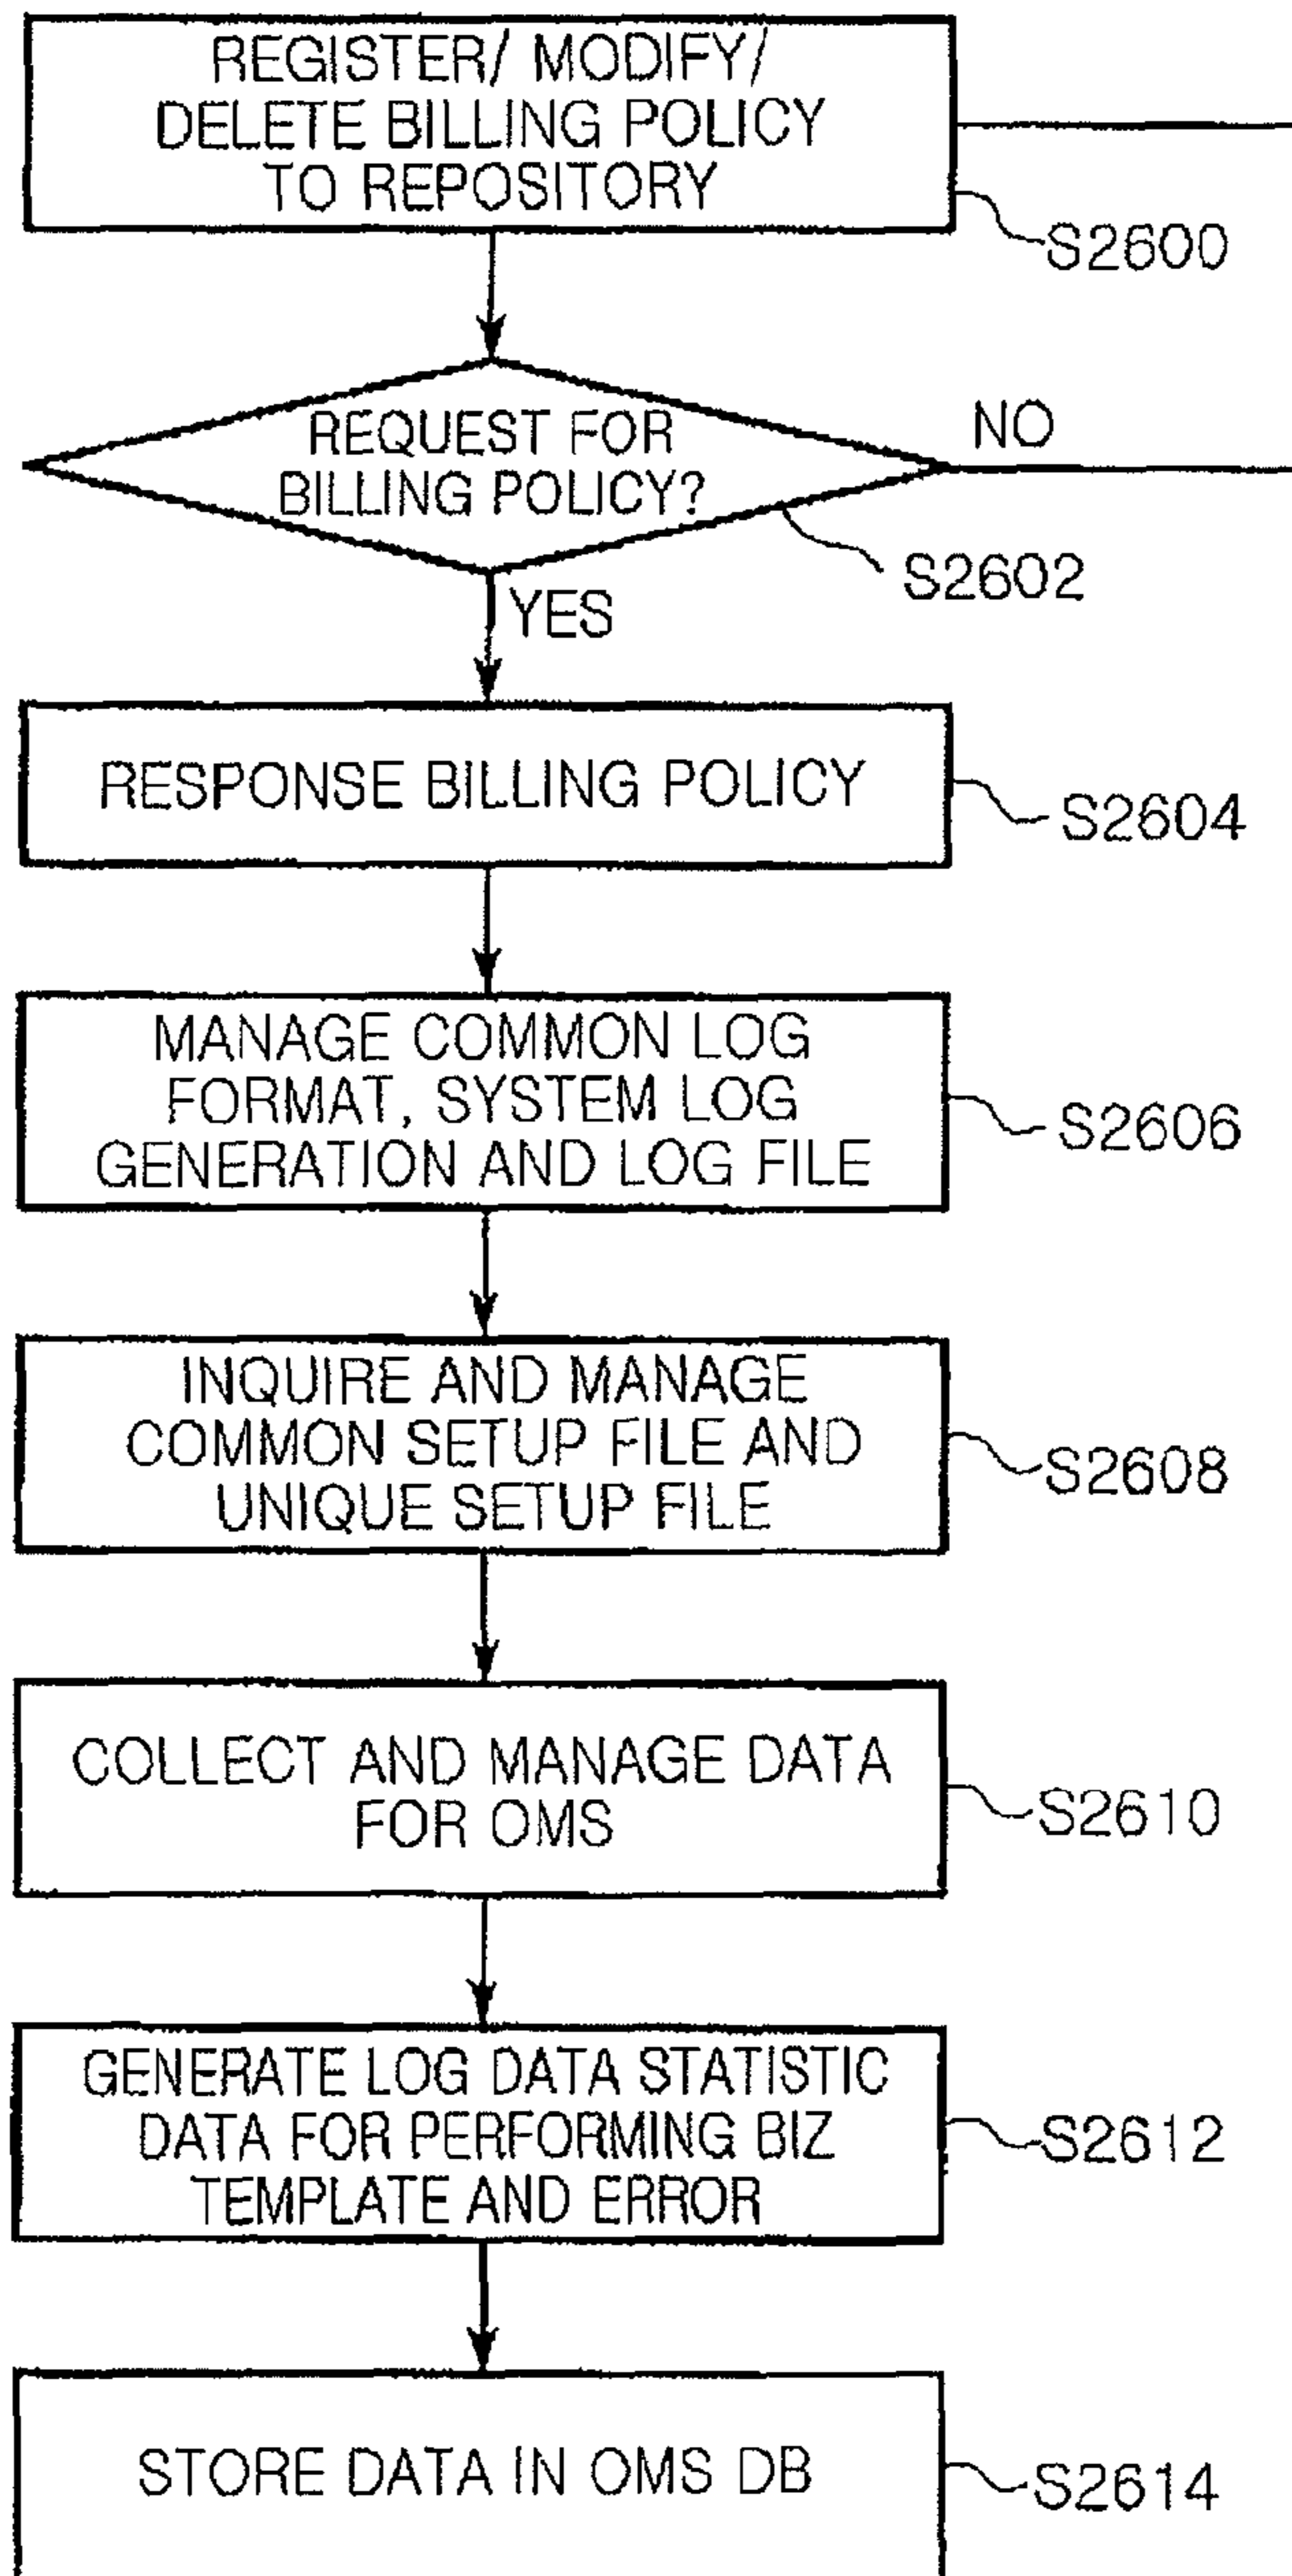 REGISTER/ MODIFY/
DELETE BILLING POLICY
TO REPOSITORY
S2600
REQUEST FOR
BILLING POLICY?
NO
S2602
YES
RESPONSE BILLING POLICY
S2604
MANAGE COMMON LOG
FORMAT, SYSTEM LOG
GENERATION AND LOG FILE
S2606
INQUIRE AND MANAGE
COMMON SETUP FILE AND
UNIQUE SETUP FILE
S2608
COLLECT AND MANAGE DATA
FOR OMS
S2610
GENERATE LOG DATA STATISTIC
DATA FOR PERFORMING BIZ
TEMPLATE AND ERROR
S2612
STORE DATA IN OMS DB
S2614